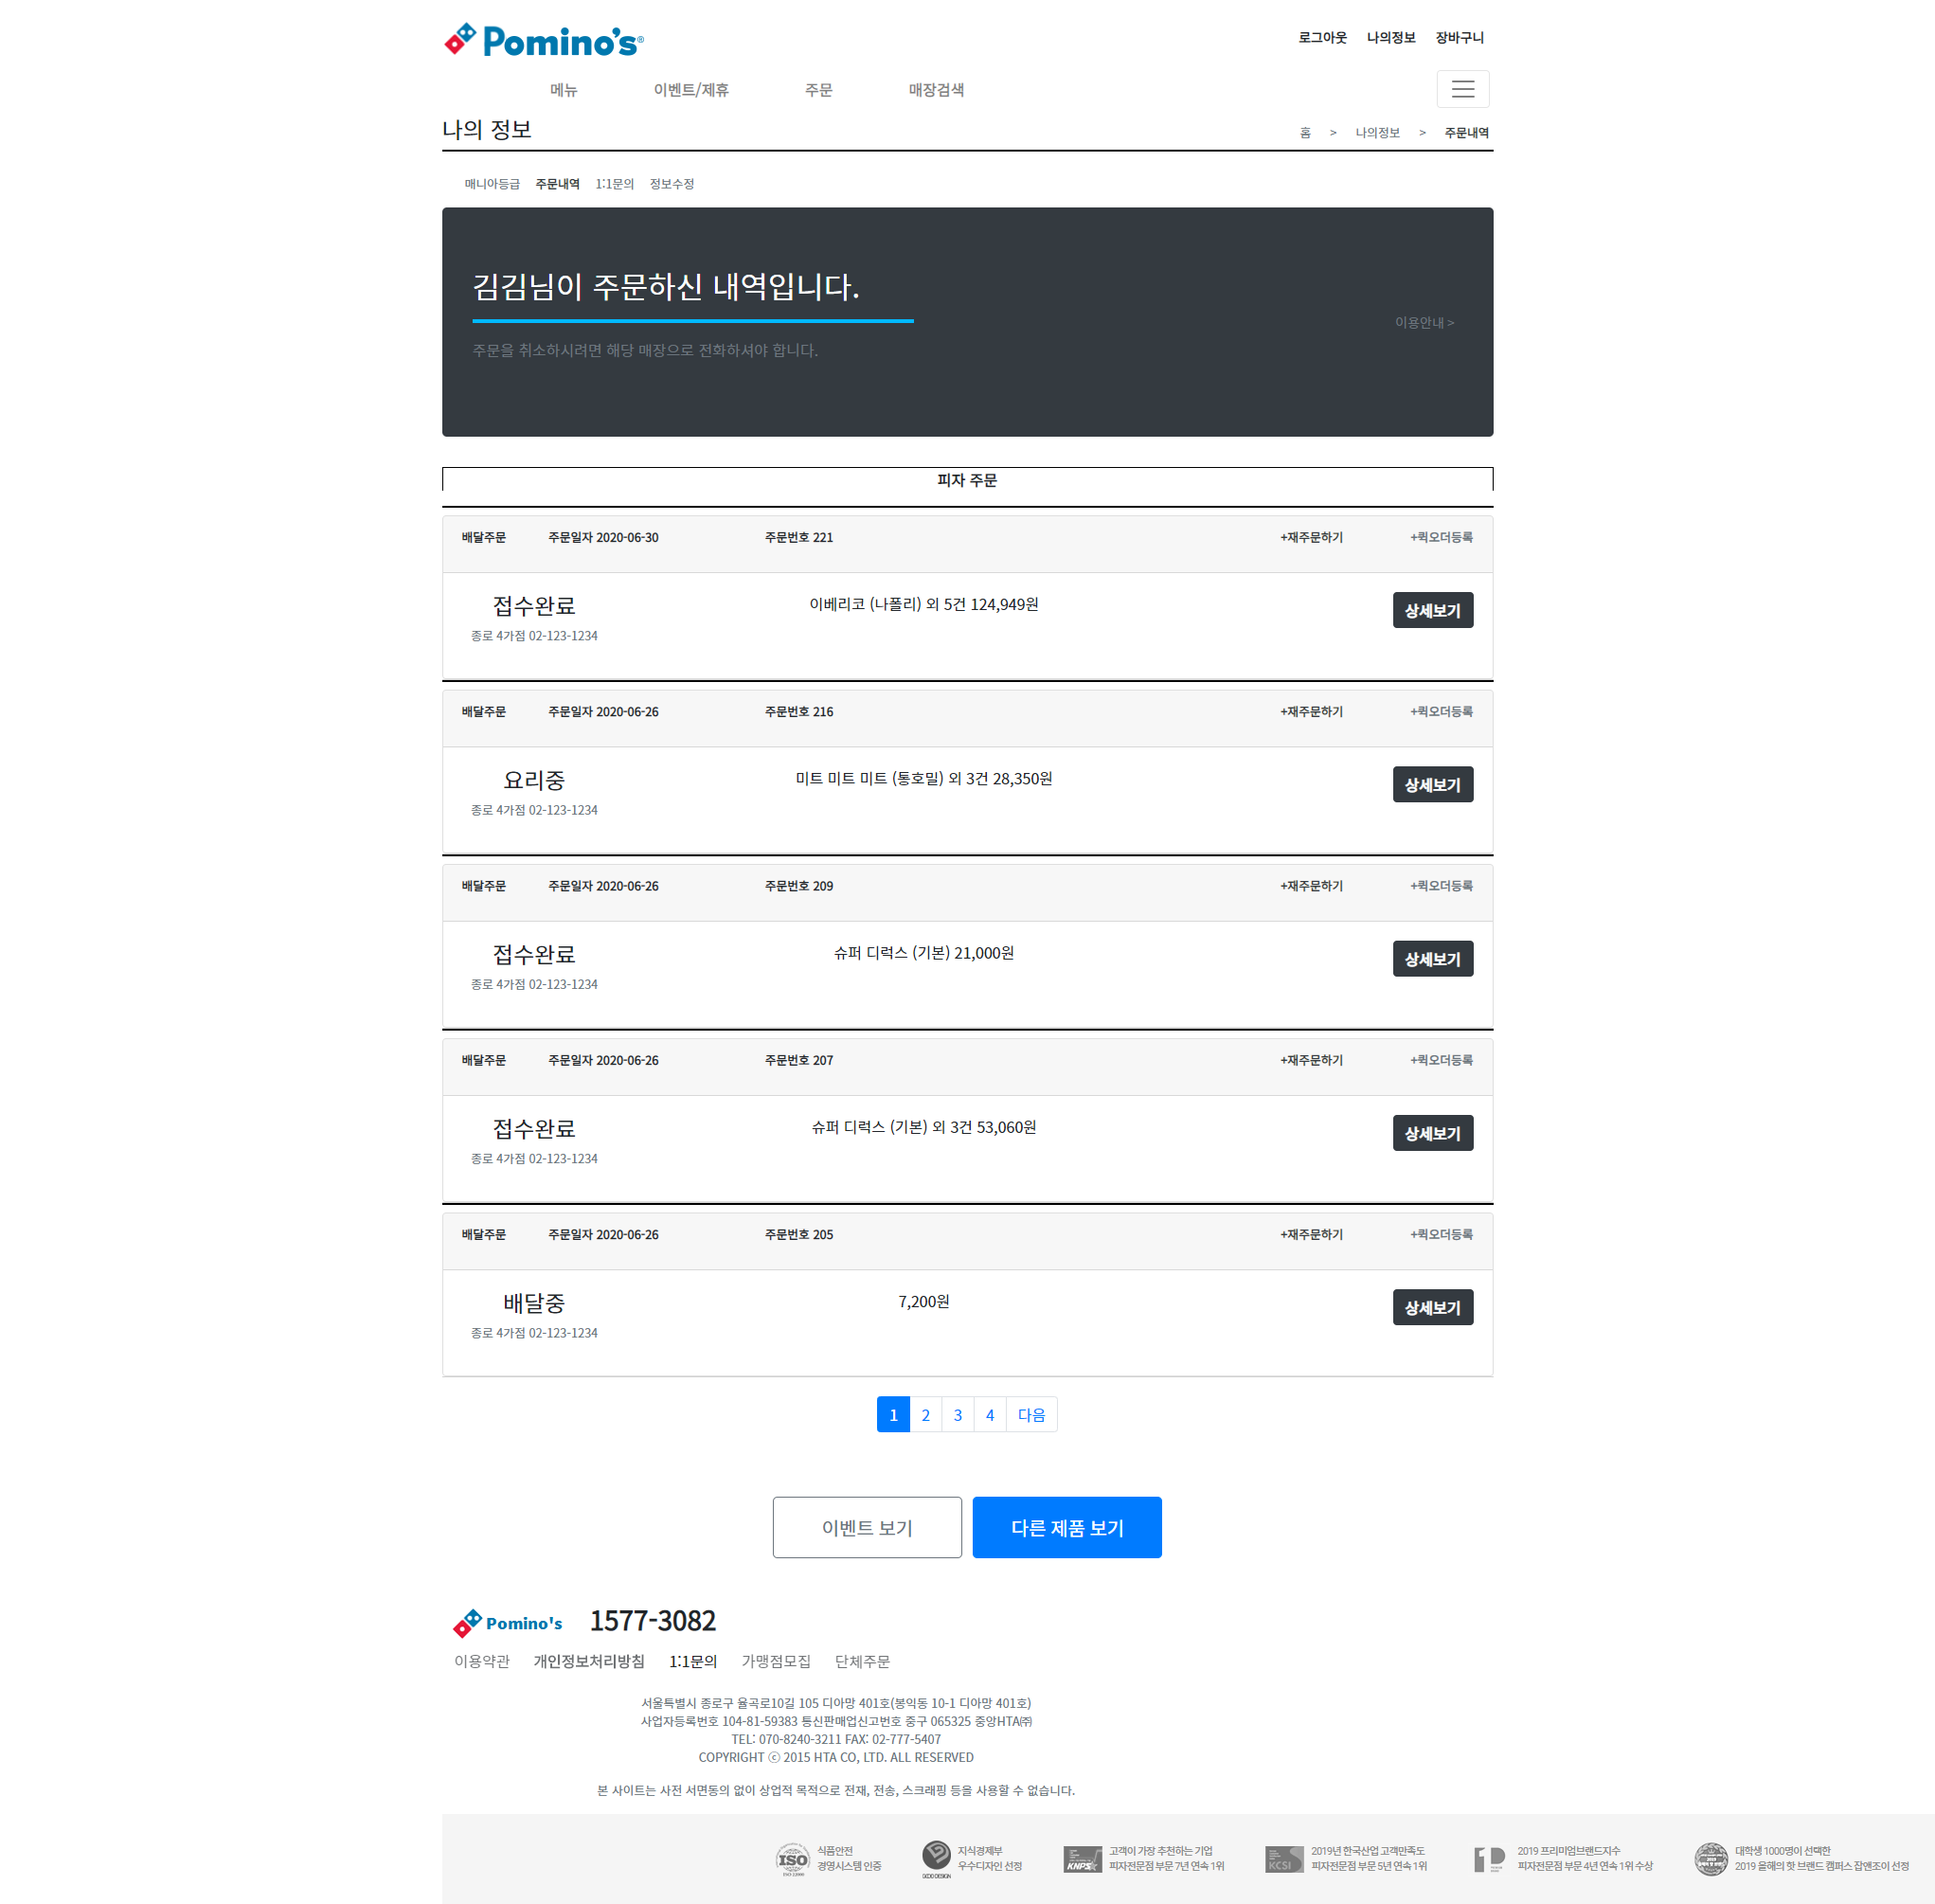 Pomino's®
로그아웃 나의정보 장바구니
메뉴 이벤트/제휴 주문 매장검색
나의 정보
홈 > 나의정보 > 주문내역
매니아등급 주문내역 1:1문의 정보수정
김김님이 주문하신 내역입니다.
이용안내 >
주문을 취소하시려면 해당 매장으로 전화하셔야 합니다.
피자 주문
배달주문 주문일자 2020-06-30 주문번호 221 +재주문하기 +퀵오더등록
접수완료 이베리코 (나폴리) 외 5건 124,949원 상세보기
종로 4가점 02-123-1234
배달주문 주문일자 2020-06-26 주문번호 216 +재주문하기 +퀵오더등록
요리중 미트 미트 미트 (통호밀) 외 3건 28,350원 상세보기
종로 4가점 02-123-1234
배달주문 주문일자 2020-06-26 주문번호 209 +재주문하기 +퀵오더등록
접수완료 슈퍼 디럭스 (기본) 21,000원 상세보기
종로 4가점 02-123-1234
배달주문 주문일자 2020-06-26 주문번호 207 +재주문하기 +퀵오더등록
접수완료 슈퍼 디럭스 (기본) 외 3건 53,060원 상세보기
종로 4가점 02-123-1234
배달주문 주문일자 2020-06-26 주문번호 205 +재주문하기 +퀵오더등록
배달중 7,200원 상세보기
종로 4가점 02-123-1234
1 2 3 4 다음
이벤트 보기 다른 제품 보기
Pomino's 1577-3082
이용약관 개인정보처리방침 1:1문의 가맹점모집 단체주문
서울특별시 종로구 율곡로10길 105 디아망 401호(봉익동 10-1 디아망 401호)
사업자등록번호 104-81-59383 통신판매업신고번호 중구 065325 중앙HTA㈜
TEL: 070-8240-3211 FAX: 02-777-5407
COPYRIGHT ⓒ 2015 HTA CO, LTD. ALL RESERVED
본 사이트는 사전 서면동의 없이 상업적 목적으로 전재, 전송, 스크래핑 등을 사용할 수 없습니다.
ISO 식품안전 지식경제부 고객이 가장 추천하는 기업 2019년 한국산업 고객만족도 2019 프리미엄브랜드지수 대학생 1000명이 선택한
경영시스템 인증 우수디자인 선정 KNPS 피자전문점 부문 7년 연속 1위 KCSI 피자전문점 부문 5년 연속 1위 피자전문점 부문 4년 연속 1위 수상 2019 올해의 핫 브랜드 캠퍼스 잡앤조이 선정